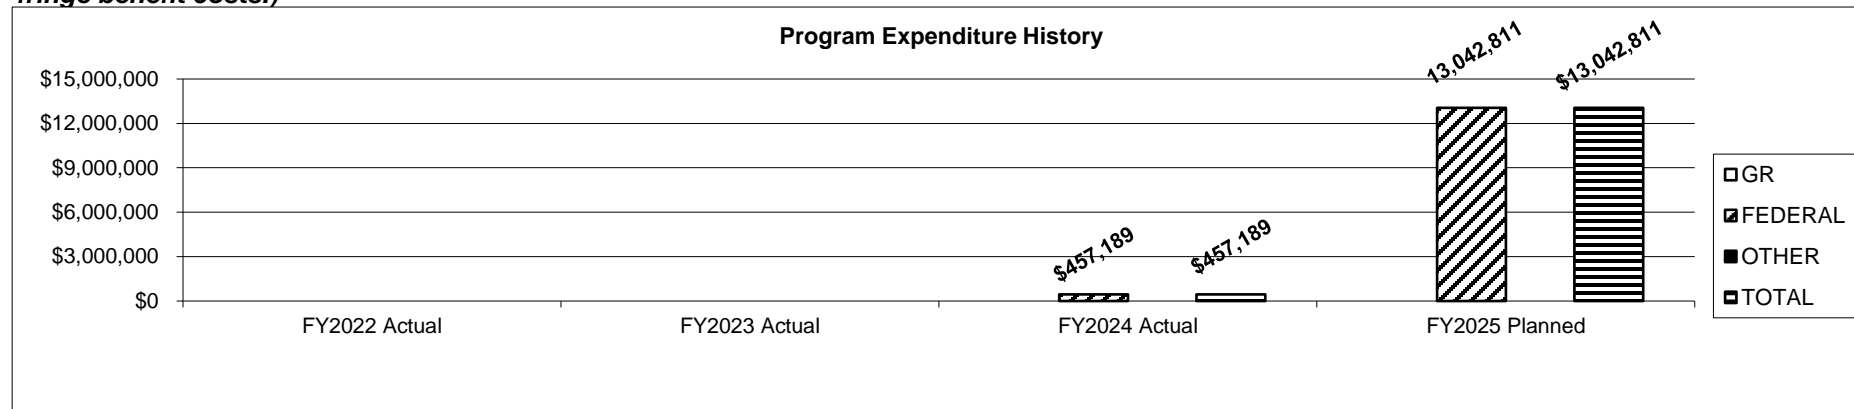 fringe benefit costs.)
Program Expenditure History
$15,000,000
$12,000,000
$9,000,000
$6,000,000
$3,000,000
$0
$457,189
$457,189
13,042,811
$13,042,811
FY2022 Actual
FY2023 Actual
FY2024 Actual
FY2025 Planned
GR
FEDERAL
OTHER
TOTAL